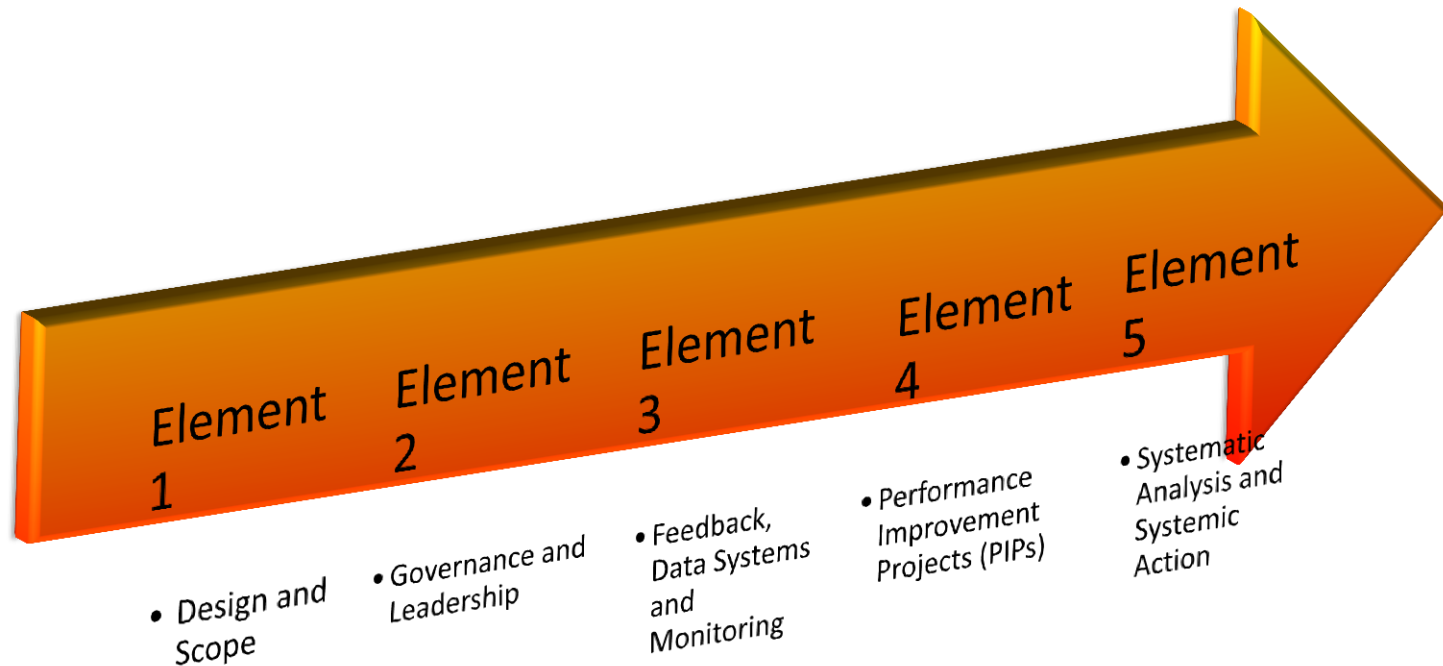 Element
1
Element
2
Element
3
Element
4
Element
5
• Design and
Scope
• Governance and
Leadership
• Feedback,
Data Systems
and
Monitoring
• Performance
Improvement
Projects (PIPs)
• Systematic
Analysis and
Systemic
Action